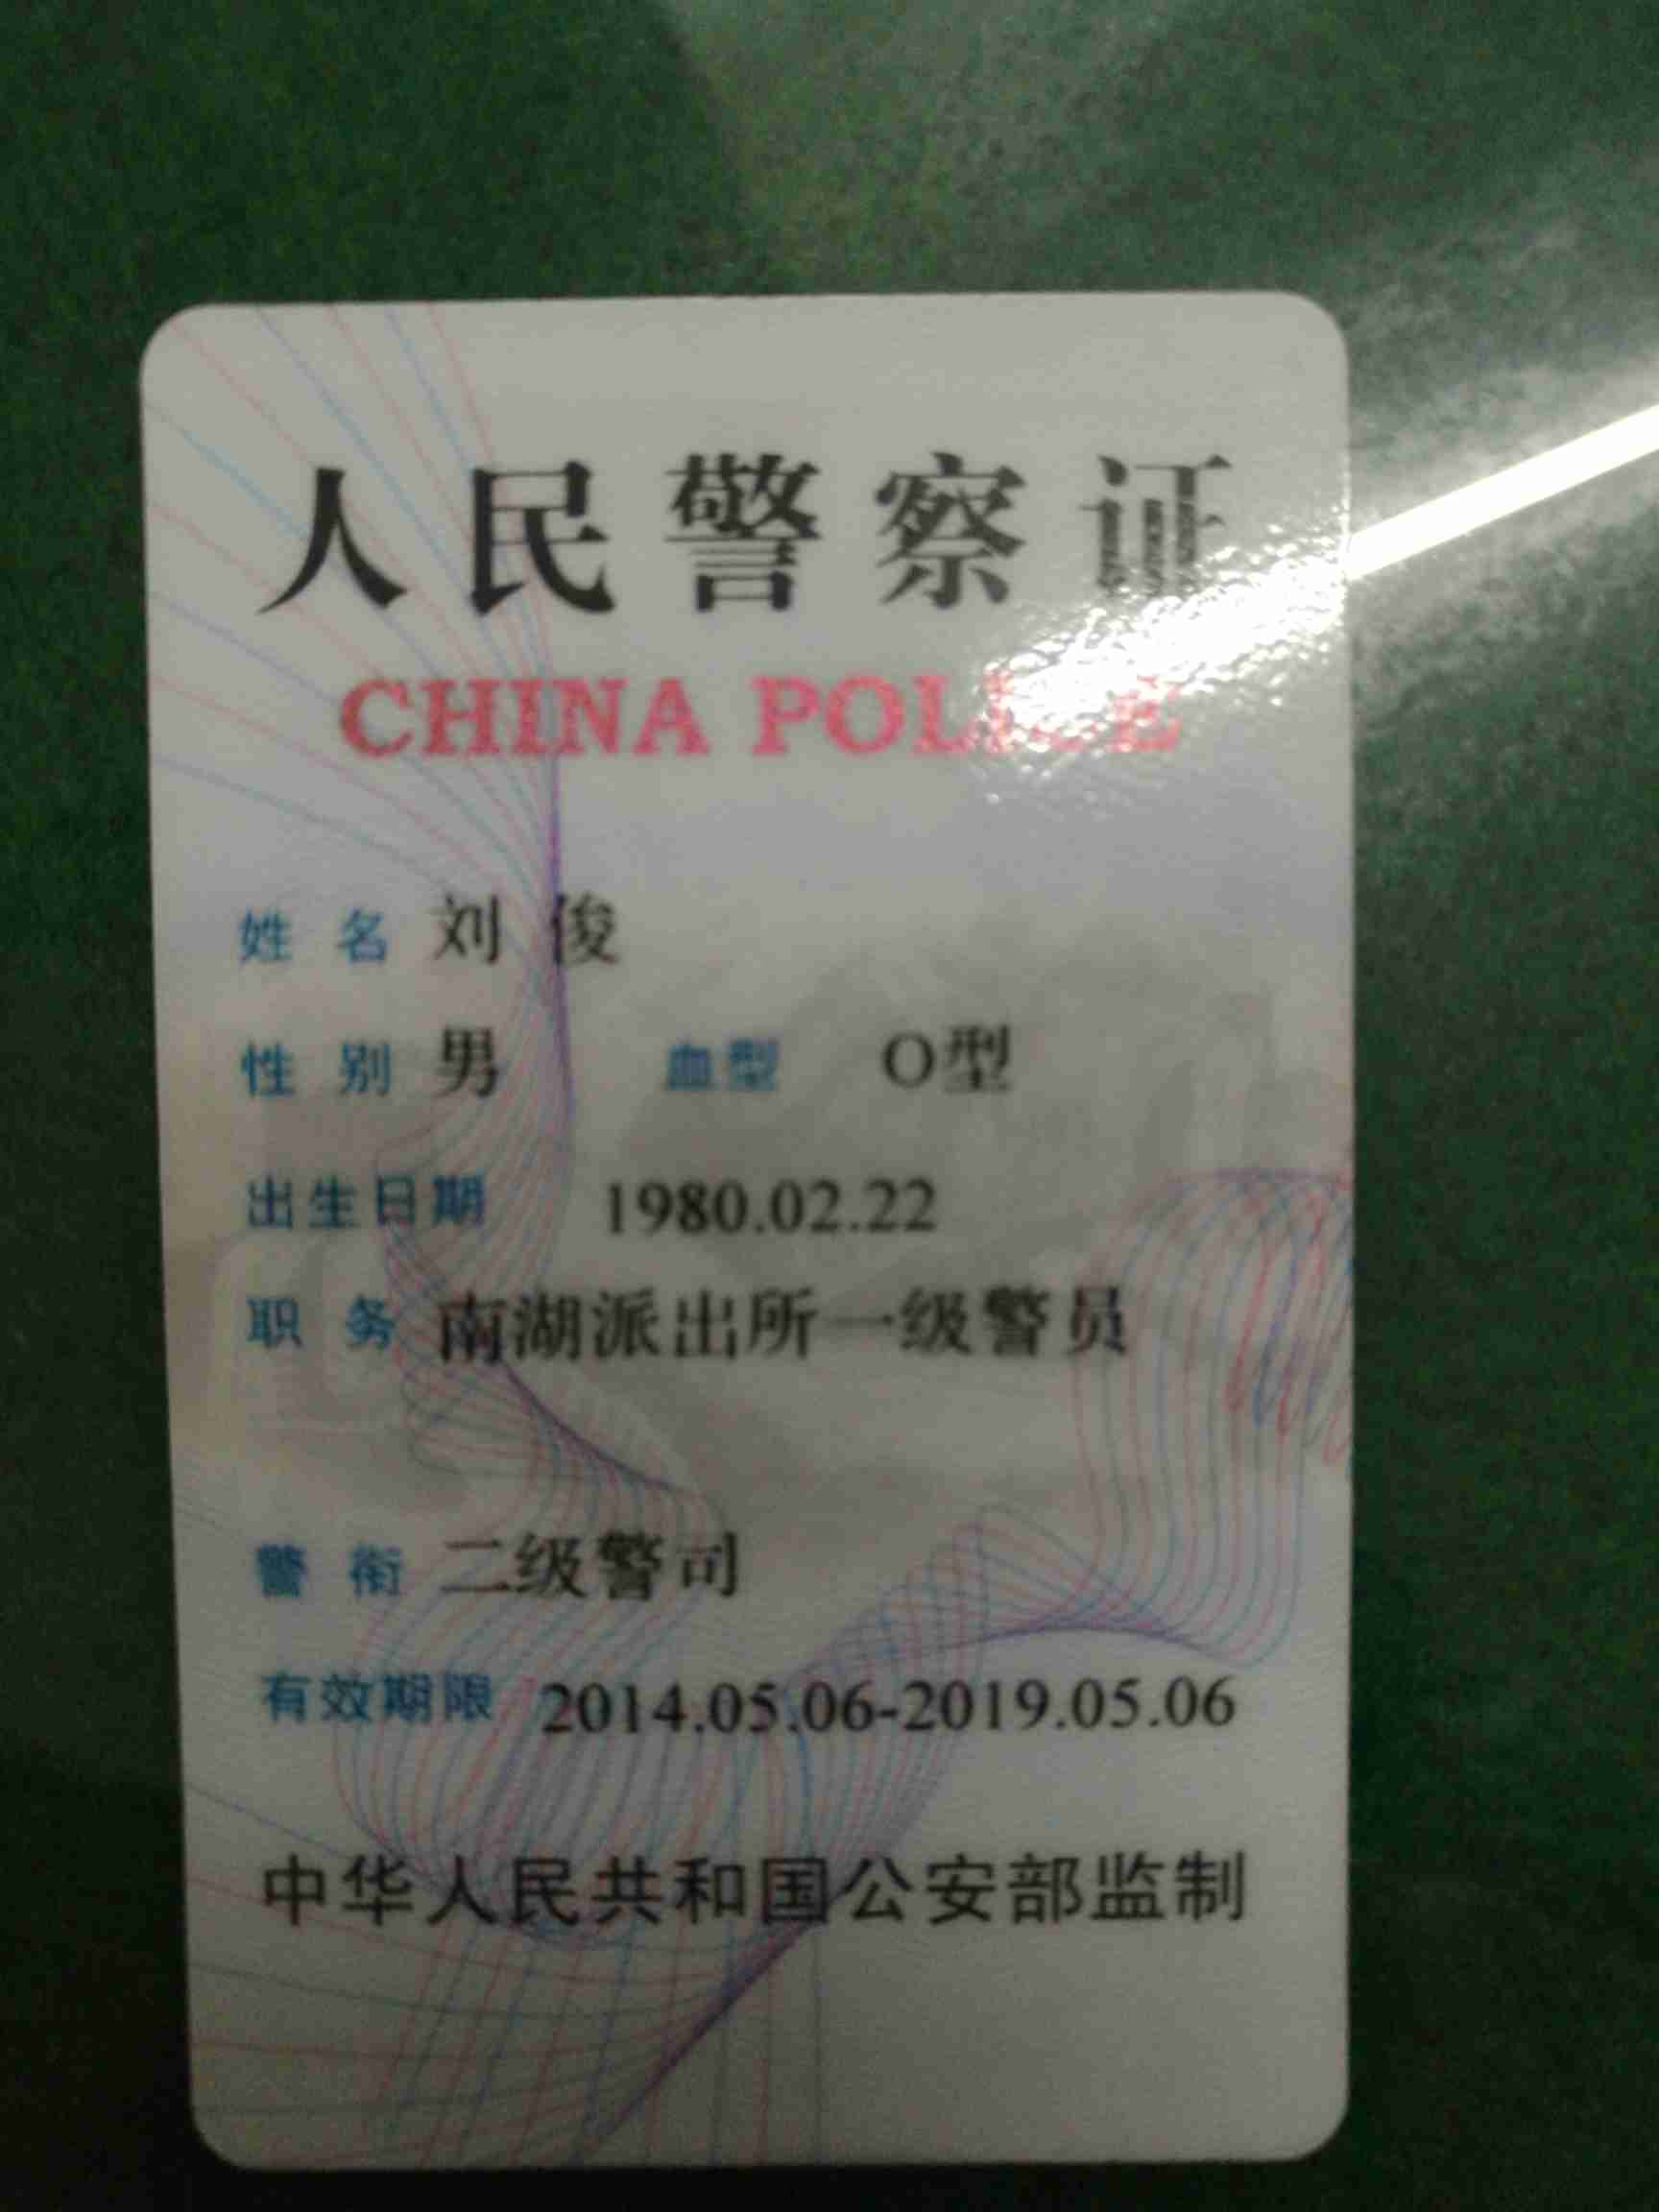 人民警察证
CHINA POLICE
姓名 刘俊
性别 男 血型 O型
出生日期 1980.02.22
职务 南湖派出所一级警员
警衔 二级警司
有效期限 2014.05.06-2019.05.06
中华人民共和国公安部监制